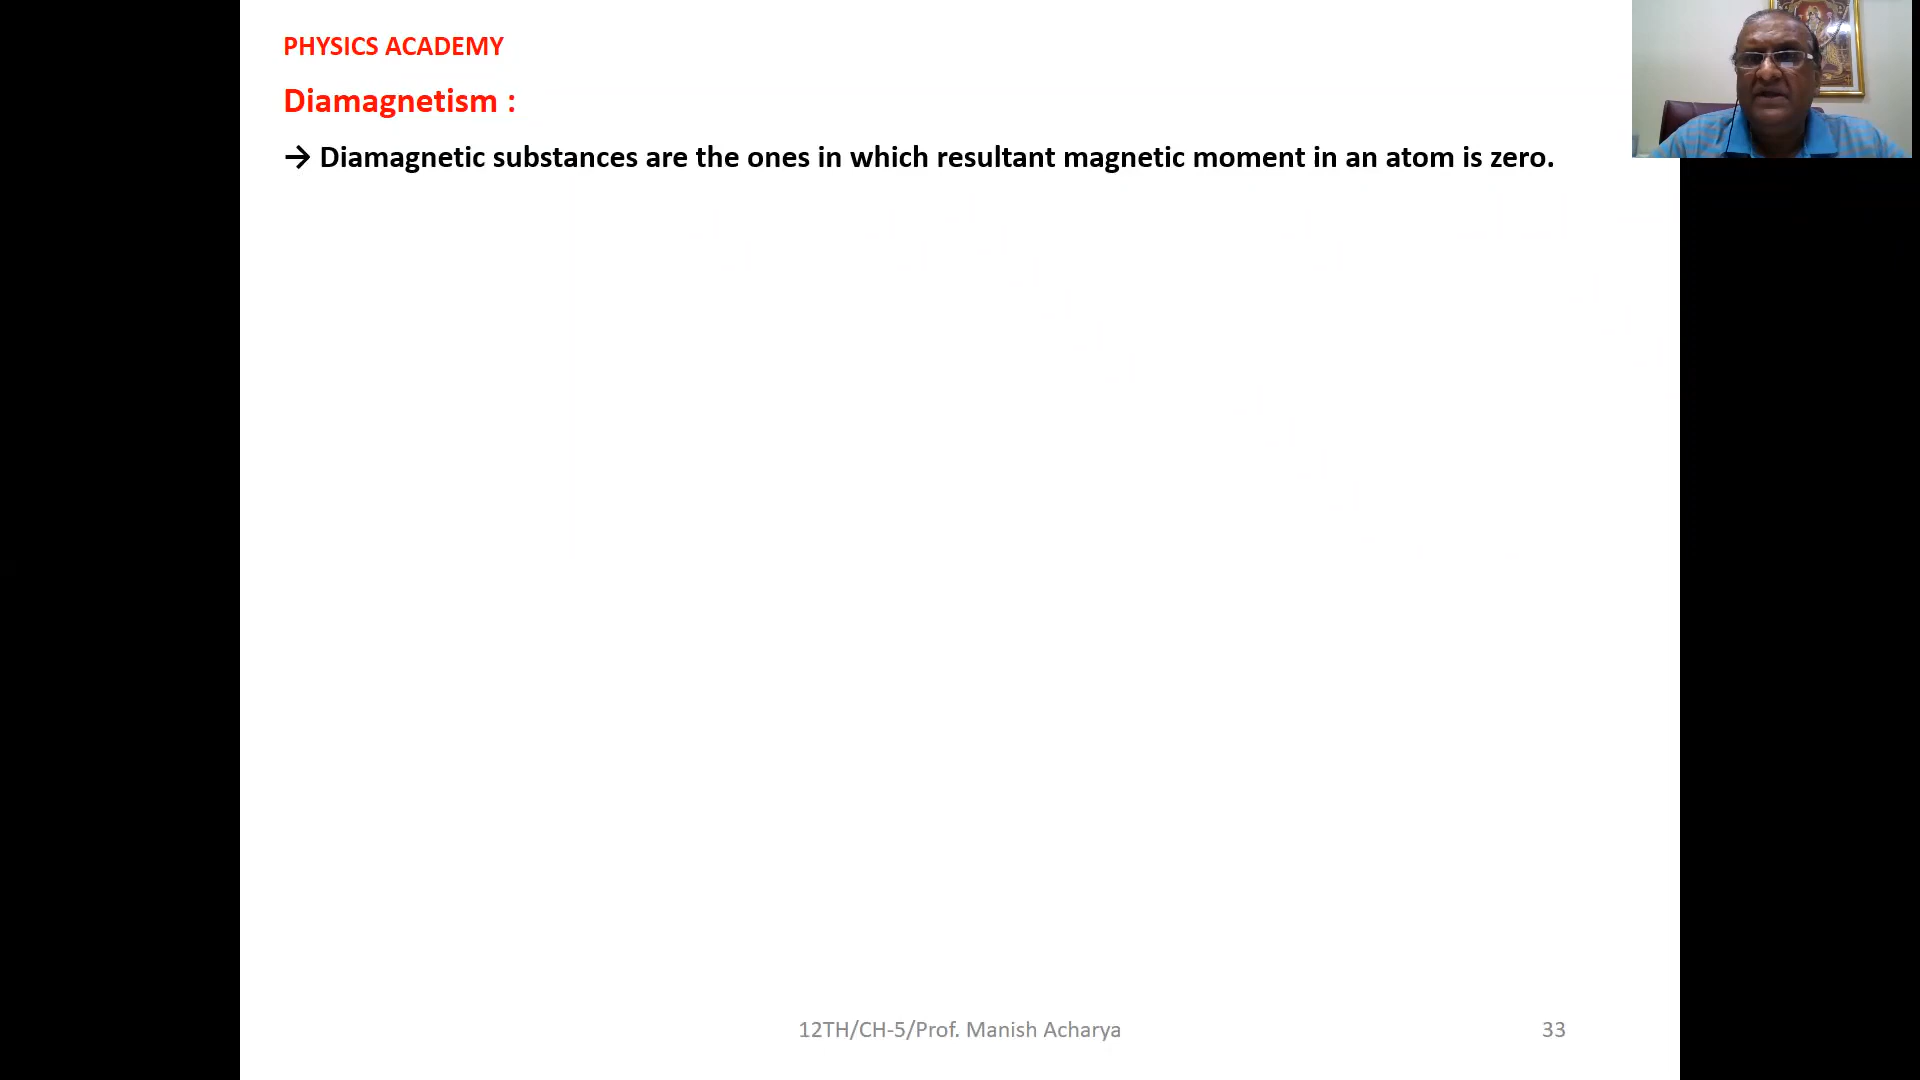 PHYSICS ACADEMY
Diamagnetism :
→ Diamagnetic substances are the ones in which resultant magnetic moment in an atom is zero.
12TH/CH-5/Prof. Manish Acharya
33